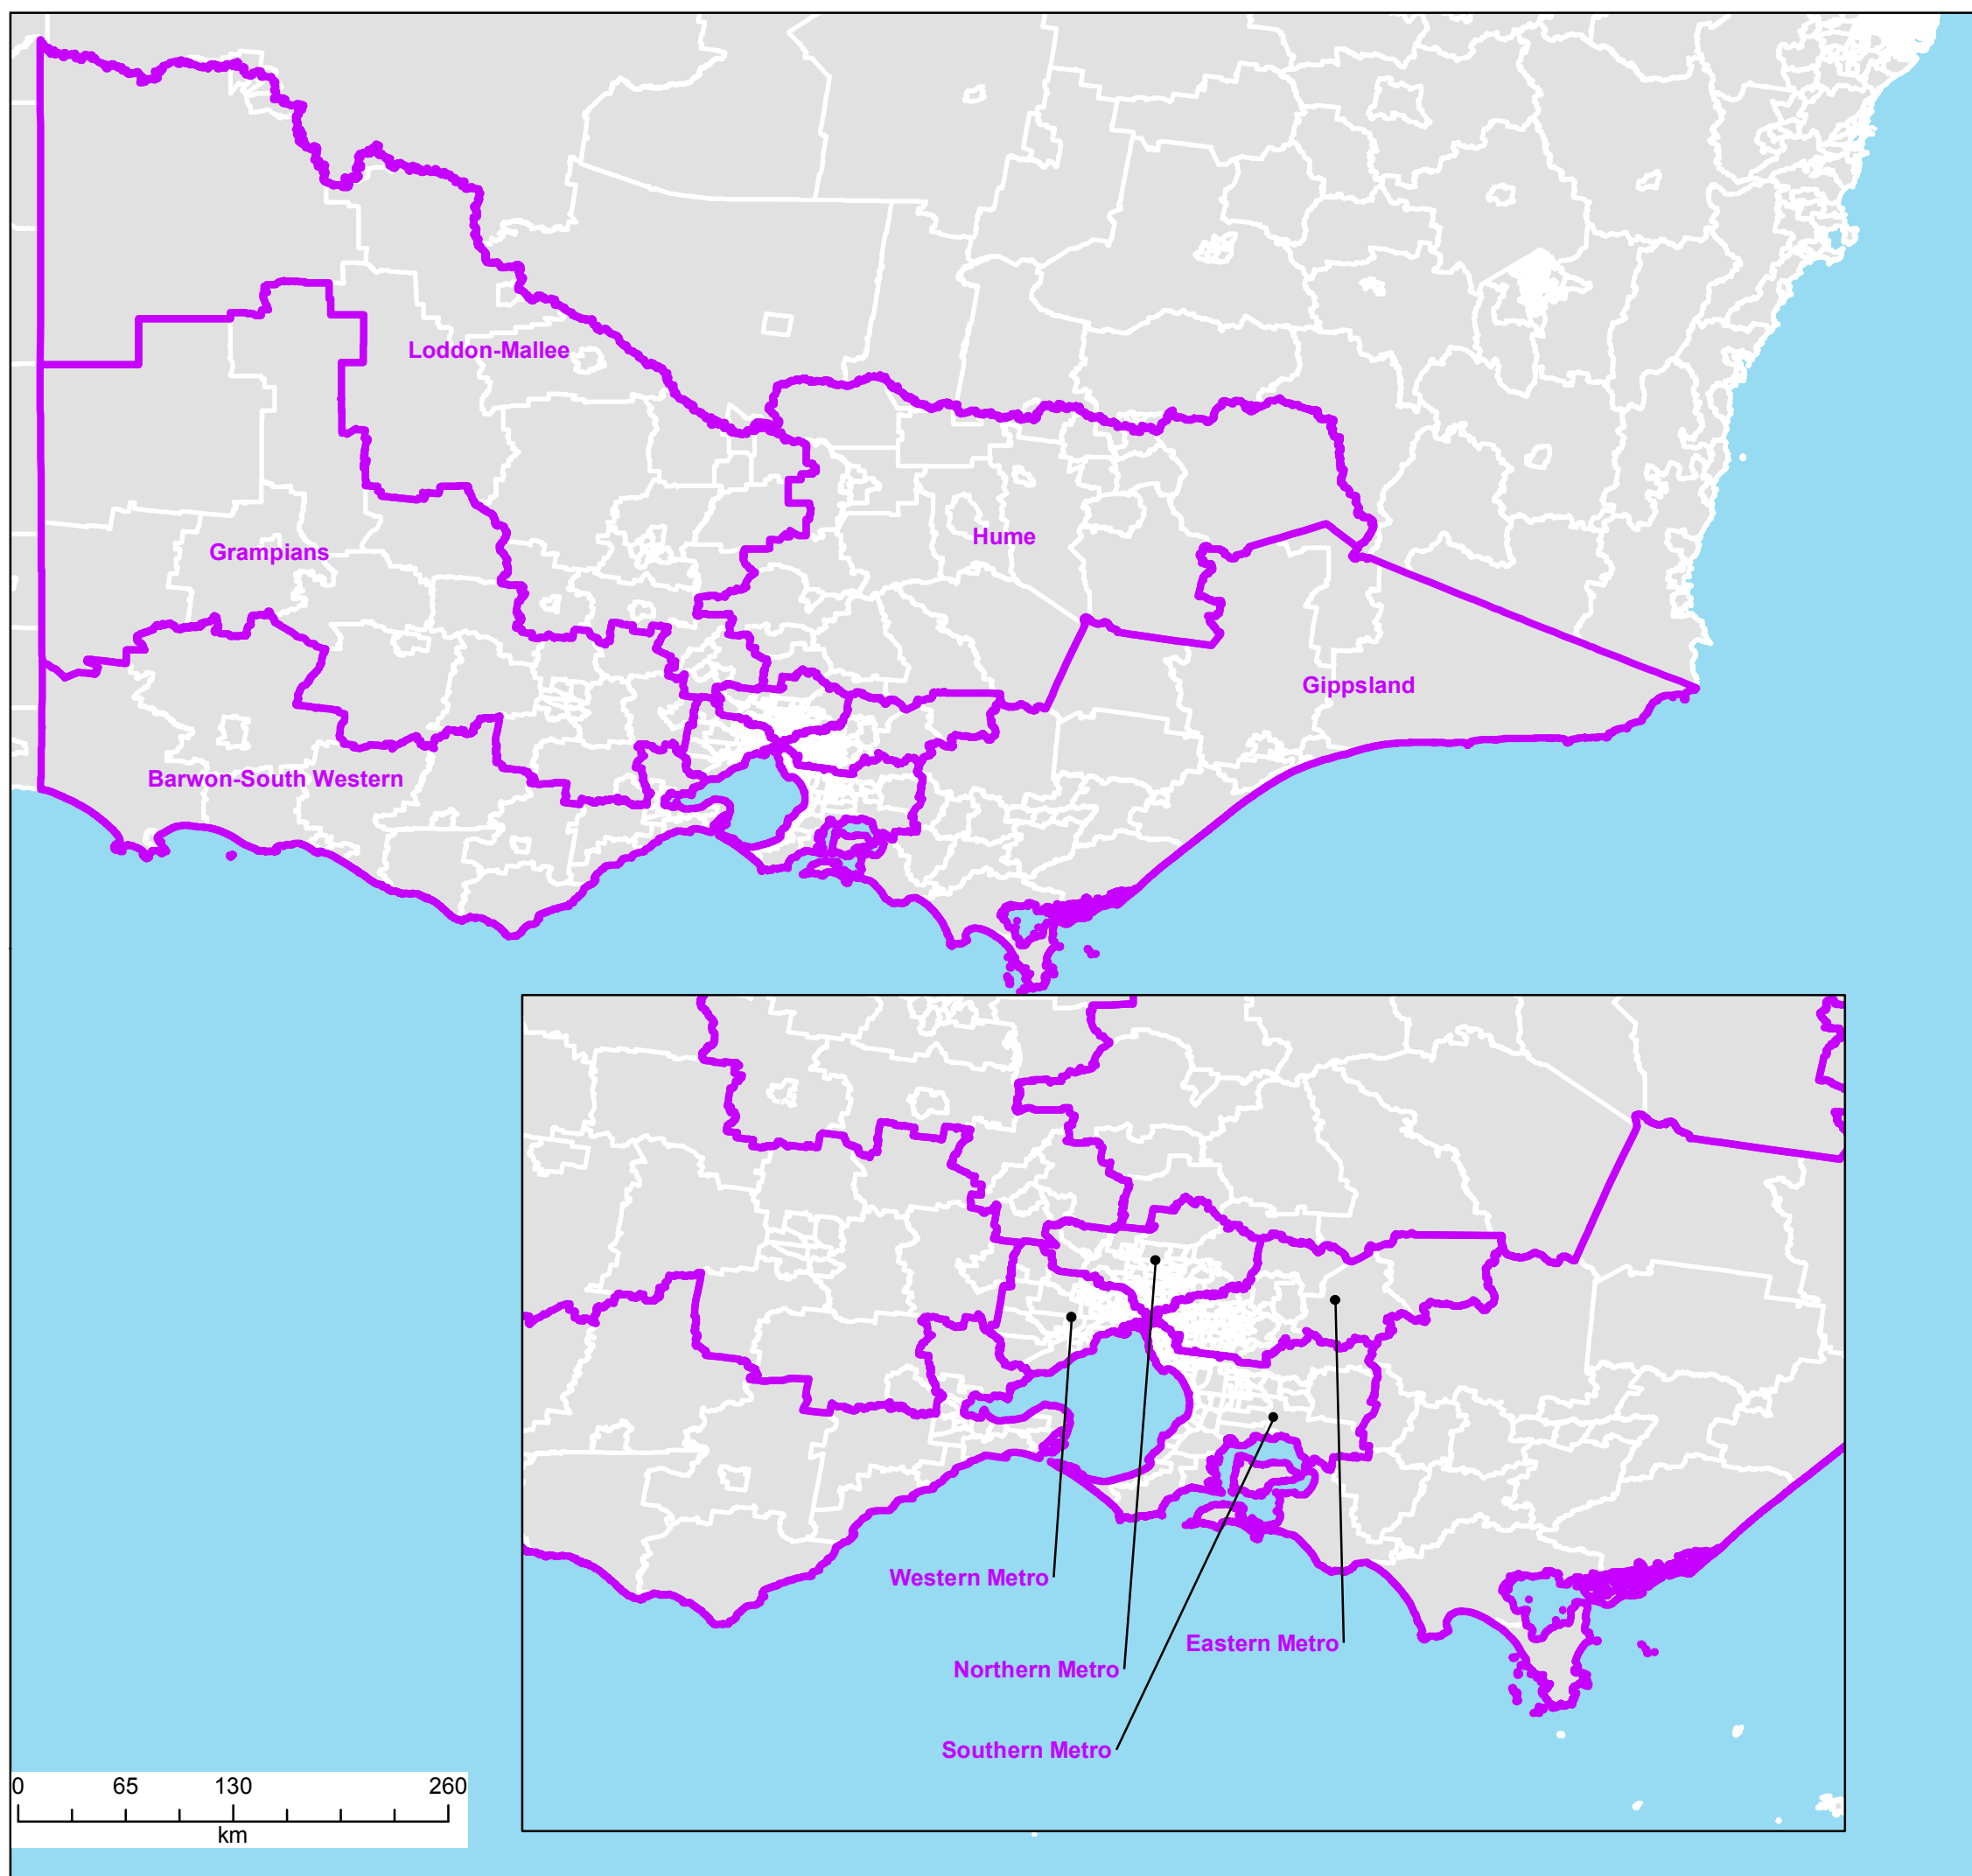 Loddon-Mallee
Grampians
Hume
Gippsland
Barwon-South Western
Western Metro
Eastern Metro
Northern Metro
Southern Metro
0 65 130 260
km